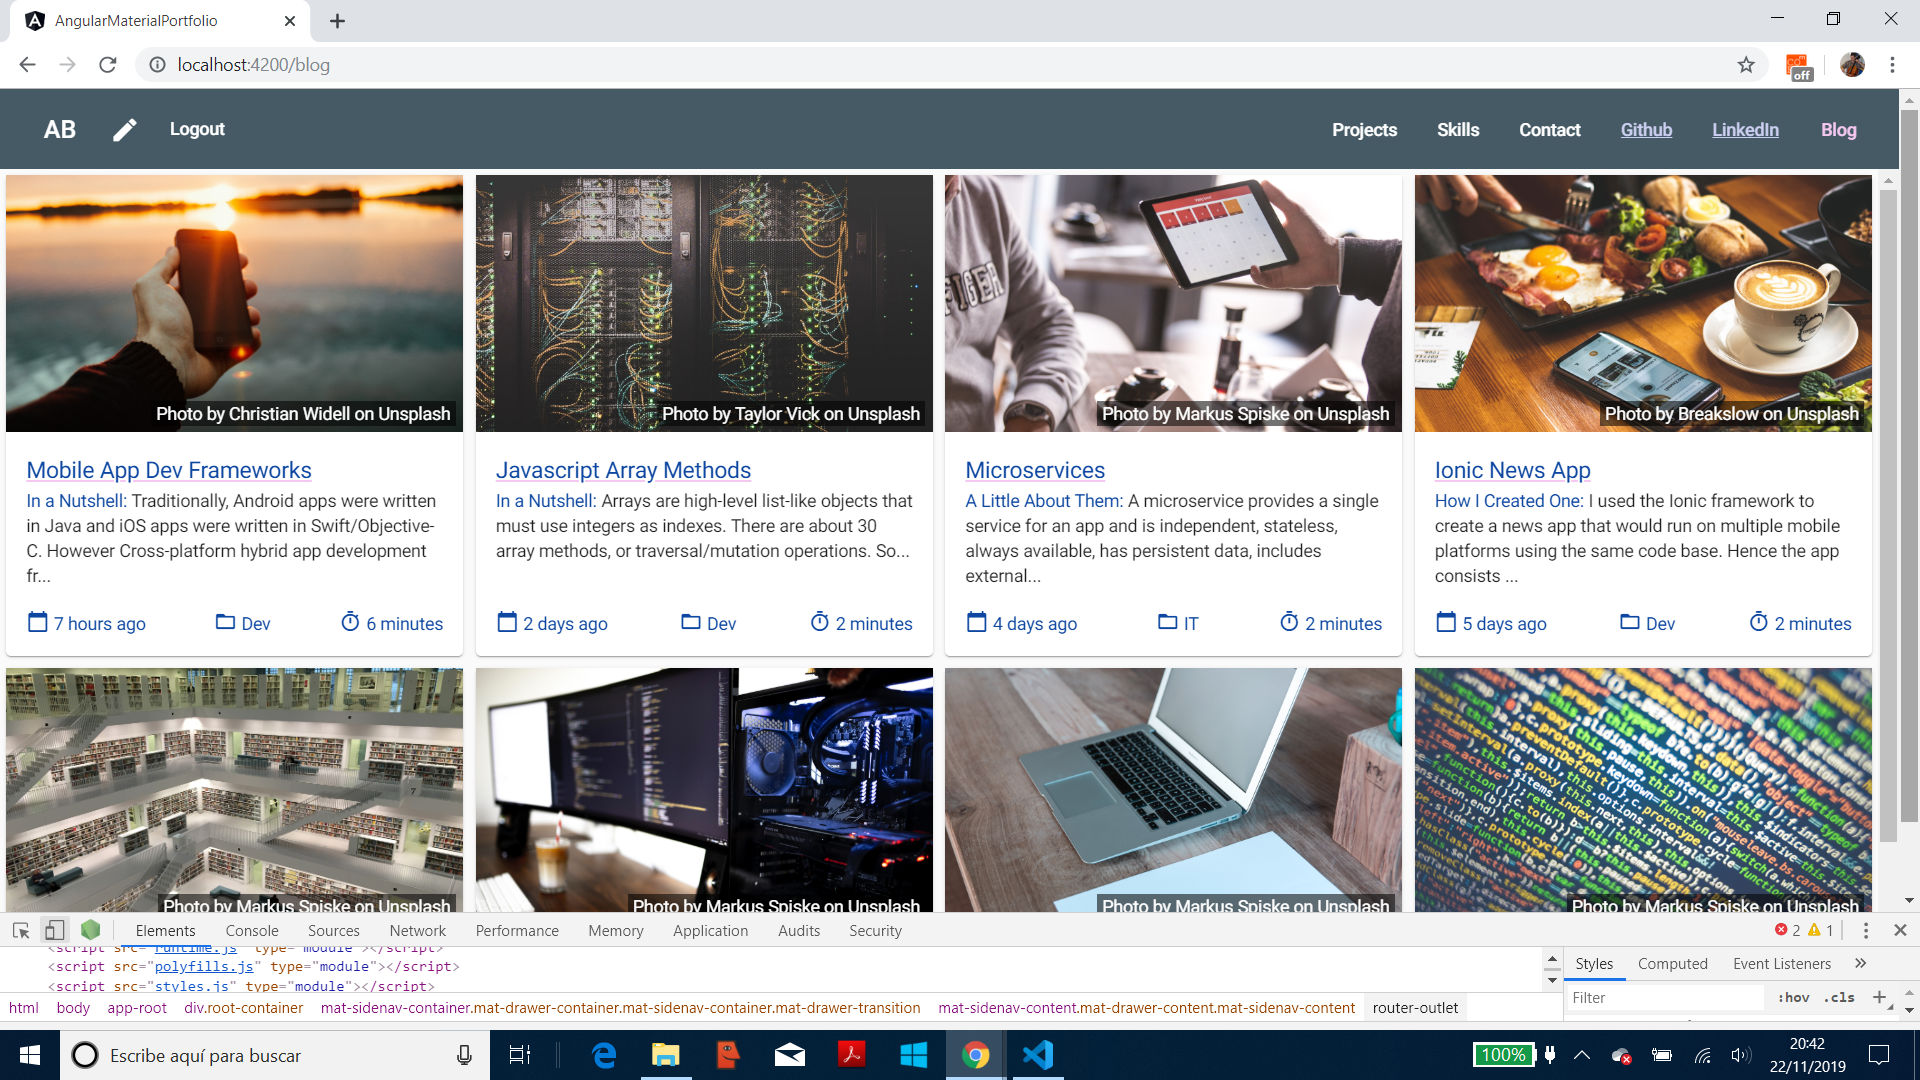 AngularMaterialPortfolio
localhost:4200/blog
off
AB Logout Projects Skills Contact Github LinkedIn Blog
Photo by Christian Widell on Unsplash
Photo by Taylor Vick on Unsplash
Photo by Markus Spiske on Unsplash
Photo by Breakslow on Unsplash
Mobile App Dev Frameworks
In a Nutshell: Traditionally, Android apps were written
in Java and iOS apps were written in Swift/Objective-
C. However Cross-platform hybrid app development
fr...
7 hours ago Dev 6 minutes
Javascript Array Methods
In a Nutshell: Arrays are high-level list-like objects that
must use integers as indexes. There are about 30
array methods, or traversal/mutation operations. So...
2 days ago Dev 2 minutes
Microservices
A Little About Them: A microservice provides a single
service for an app and is independent, stateless,
always available, has persistent data, includes
external...
4 days ago IT 2 minutes
Ionic News App
How I Created One: I used the Ionic framework to
create a news app that would run on multiple mobile
platforms using the same code base. Hence the app
consists ...
5 days ago Dev 2 minutes
Photo by Markus Spiske on Unsplash
Photo by Markus Spiske on Unsplash
Photo by Markus Spiske on Unsplash
Photo by Markus Spiske on Unsplash
Elements Console Sources Network Performance Memory Application Audits Security 2 1
<script src="runtime.js" type="module"></script>
<script src="polyfills.js" type="module"></script>
<script src="styles.js" type="module"></script>
html body app-root div.root-container mat-sidenav-container.mat-drawer-container.mat-sidenav-container.mat-drawer-transition mat-sidenav-content.mat-drawer-content.mat-sidenav-content router-outlet
Styles Computed Event Listeners »
Filter :hov .cls +
Escribe aquí para buscar
100%
20:42
22/11/2019